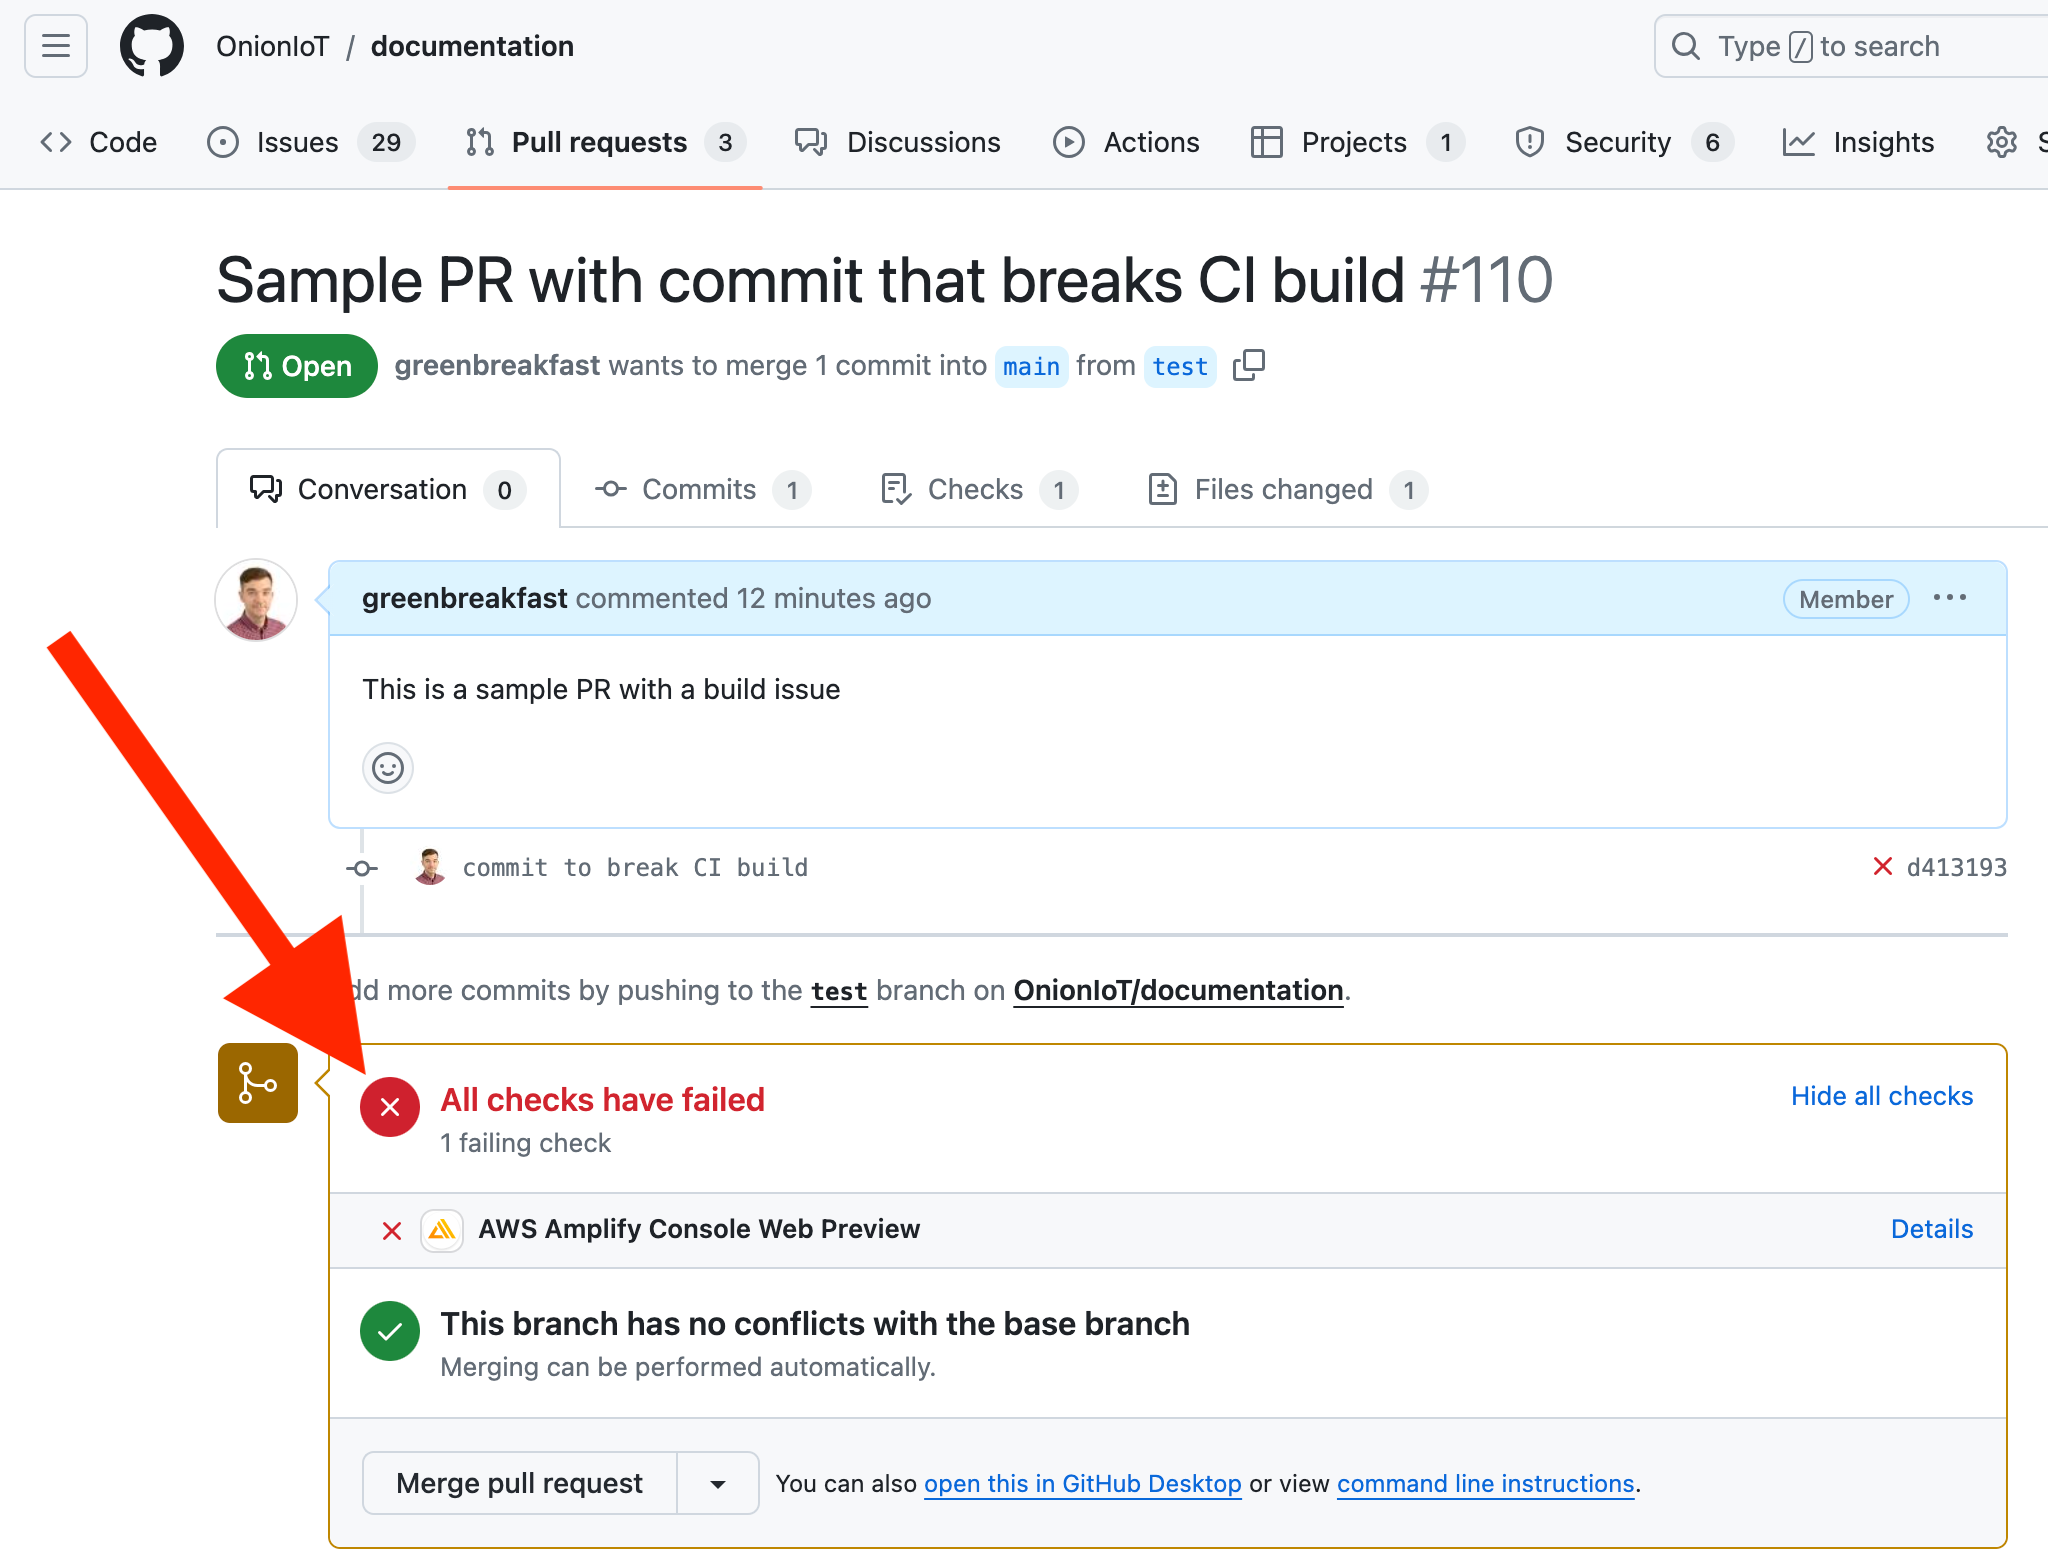 OnionIoT / documentation
Type / to search
Code Issues 29 Pull requests 3 Discussions Actions Projects 1 Security 6 Insights
Sample PR with commit that breaks CI build #110
Open greenbreakfast wants to merge 1 commit into main from test
Conversation 0 Commits 1 Checks 1 Files changed 1
greenbreakfast commented 12 minutes ago Member
This is a sample PR with a build issue
commit to break CI build d413193
dd more commits by pushing to the test branch on OnionIoT/documentation.
All checks have failed Hide all checks
1 failing check
AWS Amplify Console Web Preview Details
This branch has no conflicts with the base branch
Merging can be performed automatically.
Merge pull request You can also open this in GitHub Desktop or view command line instructions.